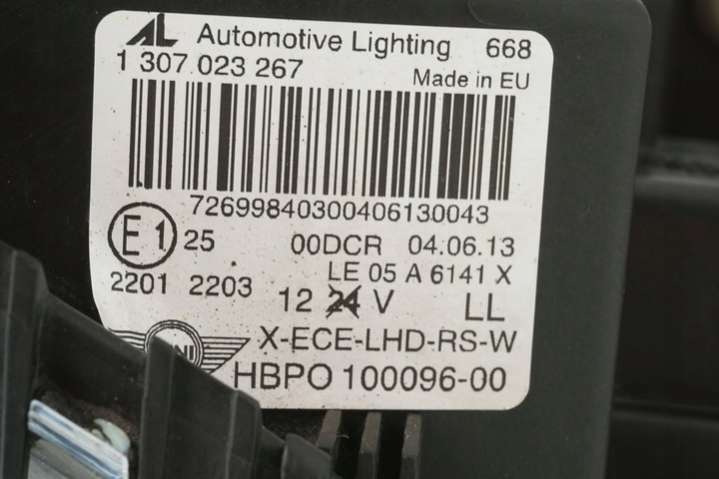 AL Automotive Lighting 668
1 307 023 267 Made in EU
72699840300406130043
E1 25 00DCR 04.06.13
LE 05 A 6141 X
2201 2203
12 24 V LL
X-ECE-LHD-RS-W
HBPO 100096-00